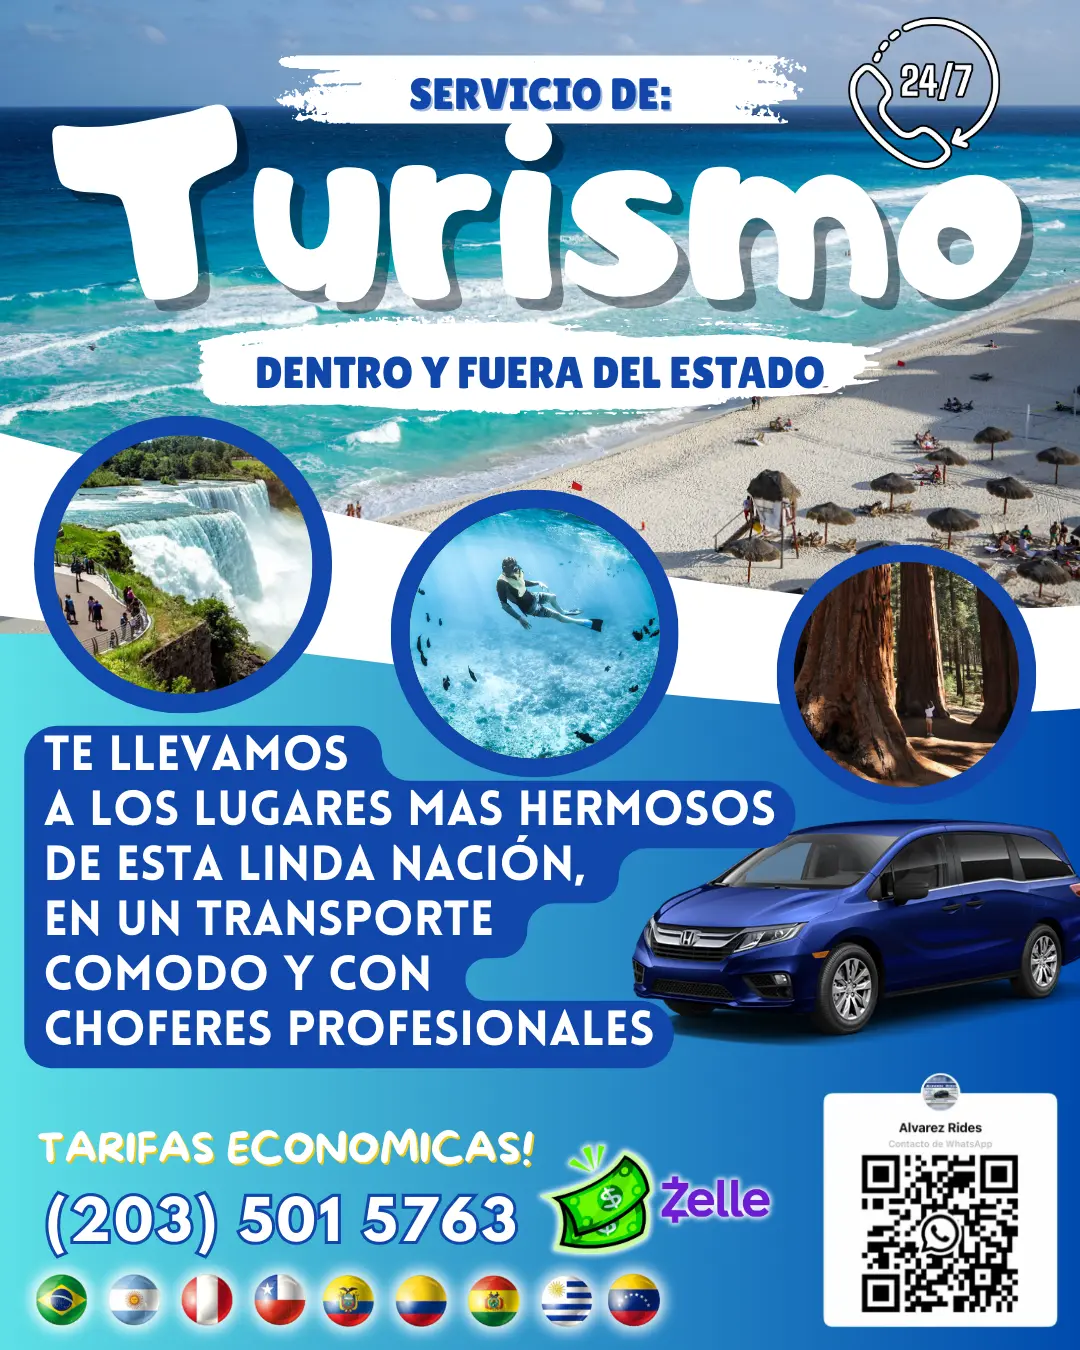 SERVICIO DE:
24/7
Turismo
DENTRO Y FUERA DEL ESTADO
TE LLEVAMOS
A LOS LUGARES MAS HERMOSOS
DE ESTA LINDA NACIÓN,
EN UN TRANSPORTE
COMODO Y CON
CHOFERES PROFESIONALES
TARIFAS ECONOMICAS!
(203) 501 5763
Zelle
Alvarez Rides
Contacto de WhatsApp